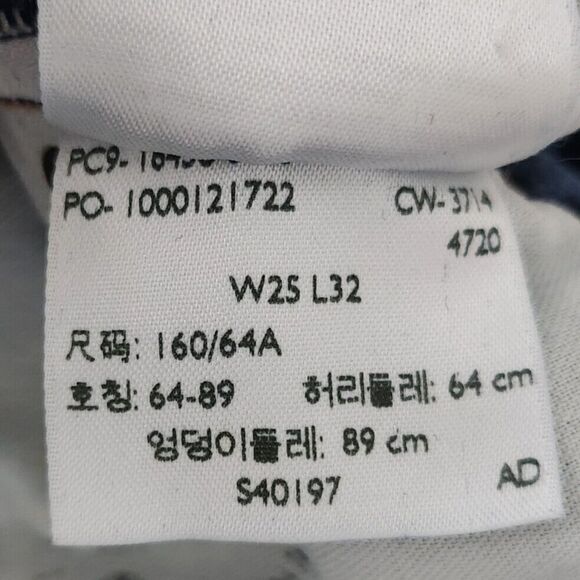 PO- 1000121722 CW-3714
4720
W25 L32
尺码: 160/64A
호칭: 64-89 허리둘레: 64 cm
엉덩이둘레: 89 cm
S40197 AD